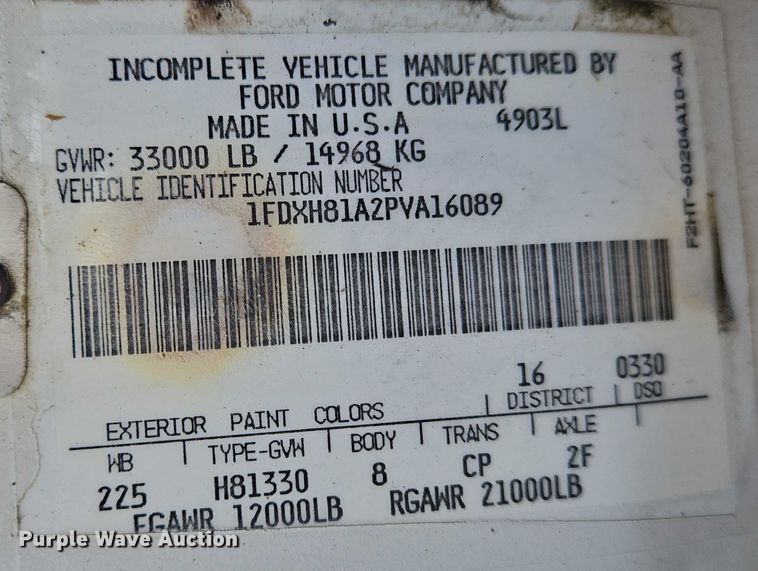 INCOMPLETE VEHICLE MANUFACTURED BY
FORD MOTOR COMPANY
MADE IN U.S.A 4903L
GVWR: 33000 LB / 14968 KG
VEHICLE IDENTIFICATION NUMBER
1FDXH81A2PVA16089
F2HT-60204A10-AA
16 0330
EXTERIOR PAINT COLORS DISTRICT DSO
WB TYPE-GVW BODY TRANS AXLE
225 H81330 8 CP 2F
FGAWR 12000LB RGAWR 21000LB
Purple Wave Auction